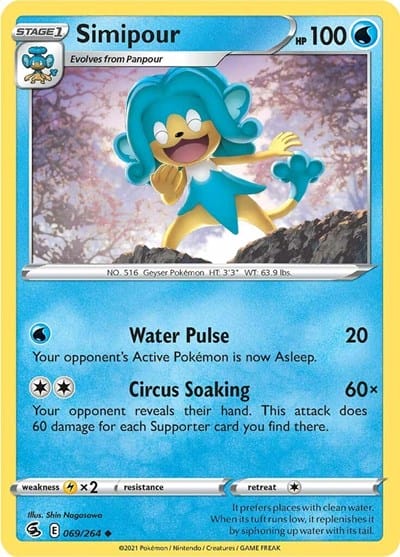 STAGE 1
Simipour
HP 100
Evolves from Panpour
NO. 516 Geyser Pokémon HT: 3'3" WT: 63.9 lbs.
Water Pulse 20
Your opponent's Active Pokémon is now Asleep.
Circus Soaking 60×
Your opponent reveals their hand. This attack does
60 damage for each Supporter card you find there.
weakness ×2 resistance retreat
Illus. Shin Nagasawa
E 069/264
It prefers places with clean water.
When its tuft runs low, it replenishes it
by siphoning up water with its tail.
©2021 Pokémon / Nintendo / Creatures / GAME FREAK